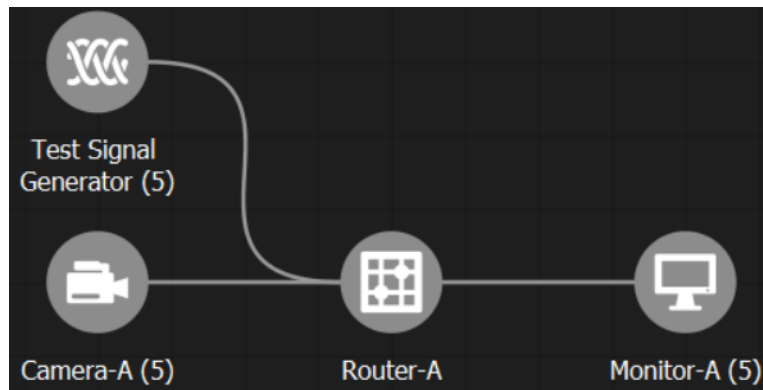 Test Signal
Generator (5)
Camera-A (5)
Router-A
Monitor-A (5)